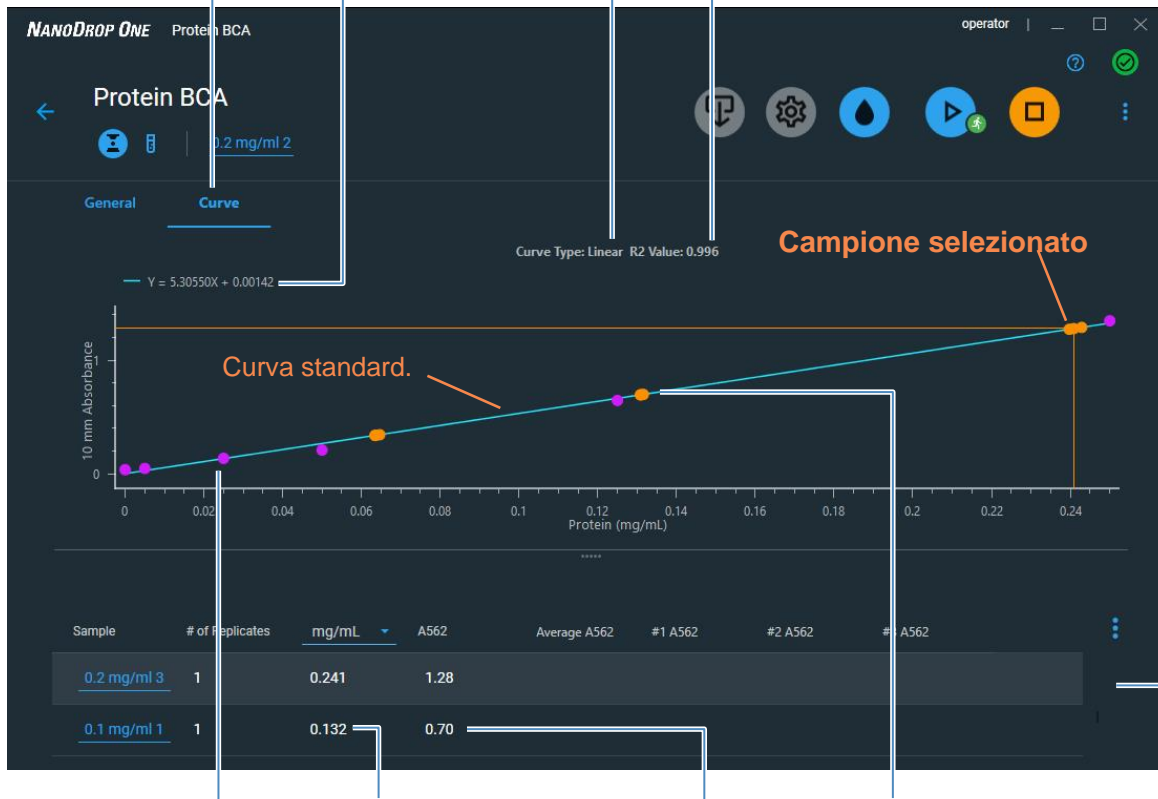 NANODROP ONE Protein BCA operator
Protein BCA
0.2 mg/ml 2
General Curve
Curve Type: Linear R2 Value: 0.996
Campione selezionato
Y = 5.30550X + 0.00142
Curva standard.
10 mm Absorbance
1
0
0 0.02 0.04 0.06 0.08 0.1 0.12 0.14 0.16 0.18 0.2 0.22 0.24
Protein (mg/mL)
Sample # of Replicates mg/mL A562 Average A562 #1 A562 #2 A562 A562
0.2 mg/ml 3 1 0.241 1.28
0.1 mg/ml 1 1 0.132 0.70